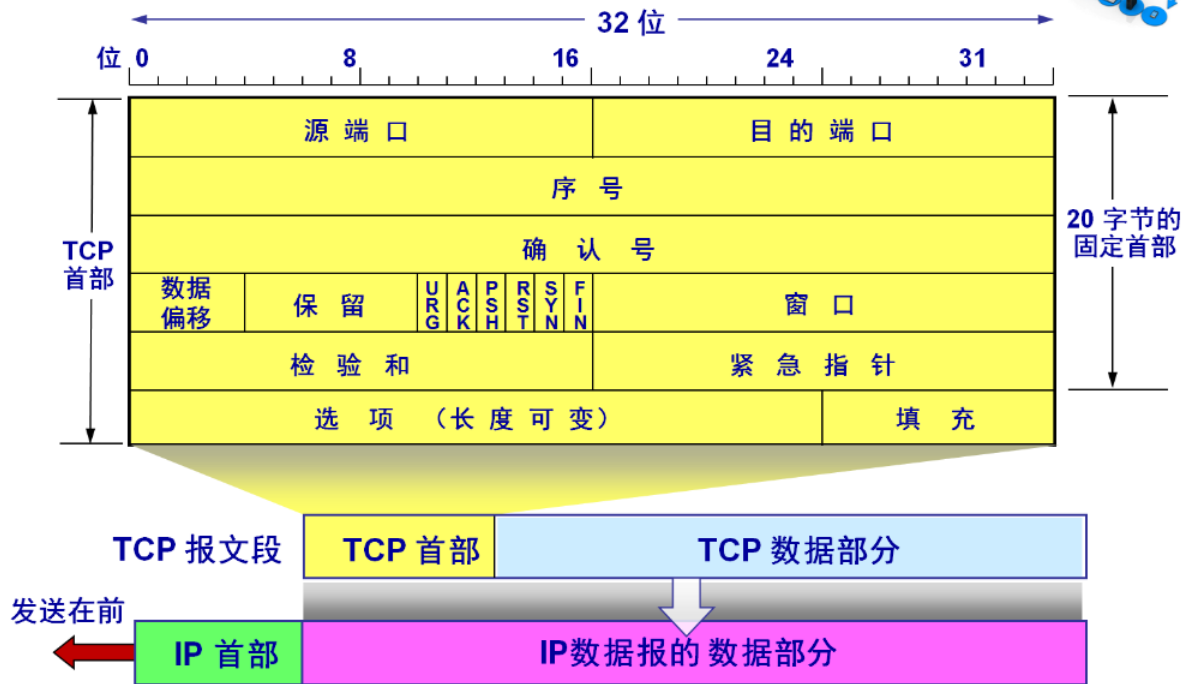 32 位
位 0 8 16 24 31
源 端 口 目 的 端 口
序 号
TCP
首部
确 认 号
20 字节的
固定首部
数据
偏移
保 留
URG
ACK
PSH
RST
SYN
FIN
窗 口
检 验 和 紧 急 指 针
选 项 （长 度 可 变） 填 充
TCP 报文段 TCP 首部 TCP 数据部分
发送在前
IP 首部 IP数据报的 数据部分